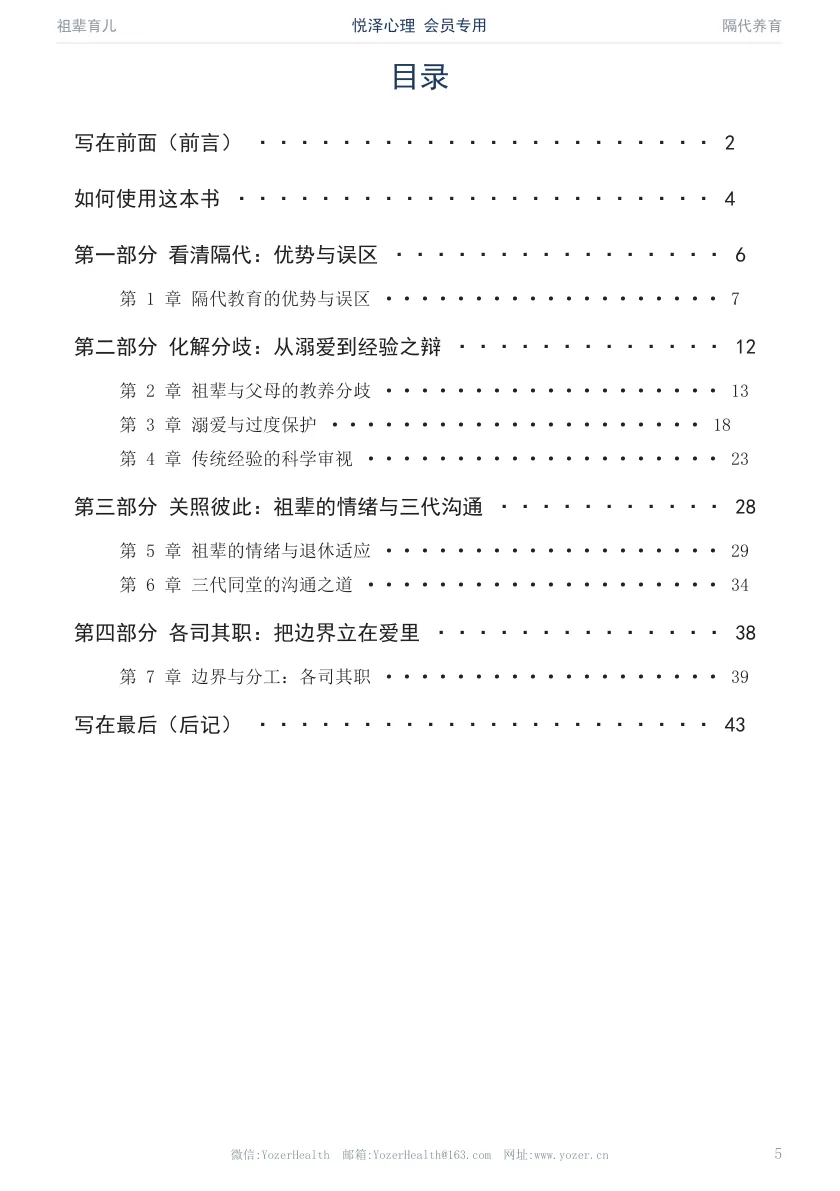 祖辈育儿 悦泽心理 会员专用 隔代养育
目录
写在前面（前言） · · · · · · · · · · · · · · · · · · · · · · 2
如何使用这本书 · · · · · · · · · · · · · · · · · · · · · · · 4
第一部分 看清隔代：优势与误区 · · · · · · · · · · · · · · · · 6
第 1 章 隔代教育的优势与误区 · · · · · · · · · · · · · · · · · · · 7
第二部分 化解分歧：从溺爱到经验之辩 · · · · · · · · · · · · · 12
第 2 章 祖辈与父母的教养分歧 · · · · · · · · · · · · · · · · · · · 13
第 3 章 溺爱与过度保护 · · · · · · · · · · · · · · · · · · · · · 18
第 4 章 传统经验的科学审视 · · · · · · · · · · · · · · · · · · · · 23
第三部分 关照彼此：祖辈的情绪与三代沟通 · · · · · · · · · · · 28
第 5 章 祖辈的情绪与退休适应 · · · · · · · · · · · · · · · · · · · 29
第 6 章 三代同堂的沟通之道 · · · · · · · · · · · · · · · · · · · · 34
第四部分 各司其职：把边界立在爱里 · · · · · · · · · · · · · · 38
第 7 章 边界与分工：各司其职 · · · · · · · · · · · · · · · · · · · 39
写在最后（后记） · · · · · · · · · · · · · · · · · · · · · · 43
微信:YozerHealth 邮箱:YozerHealth@163.com 网址:www.yozer.cn 5